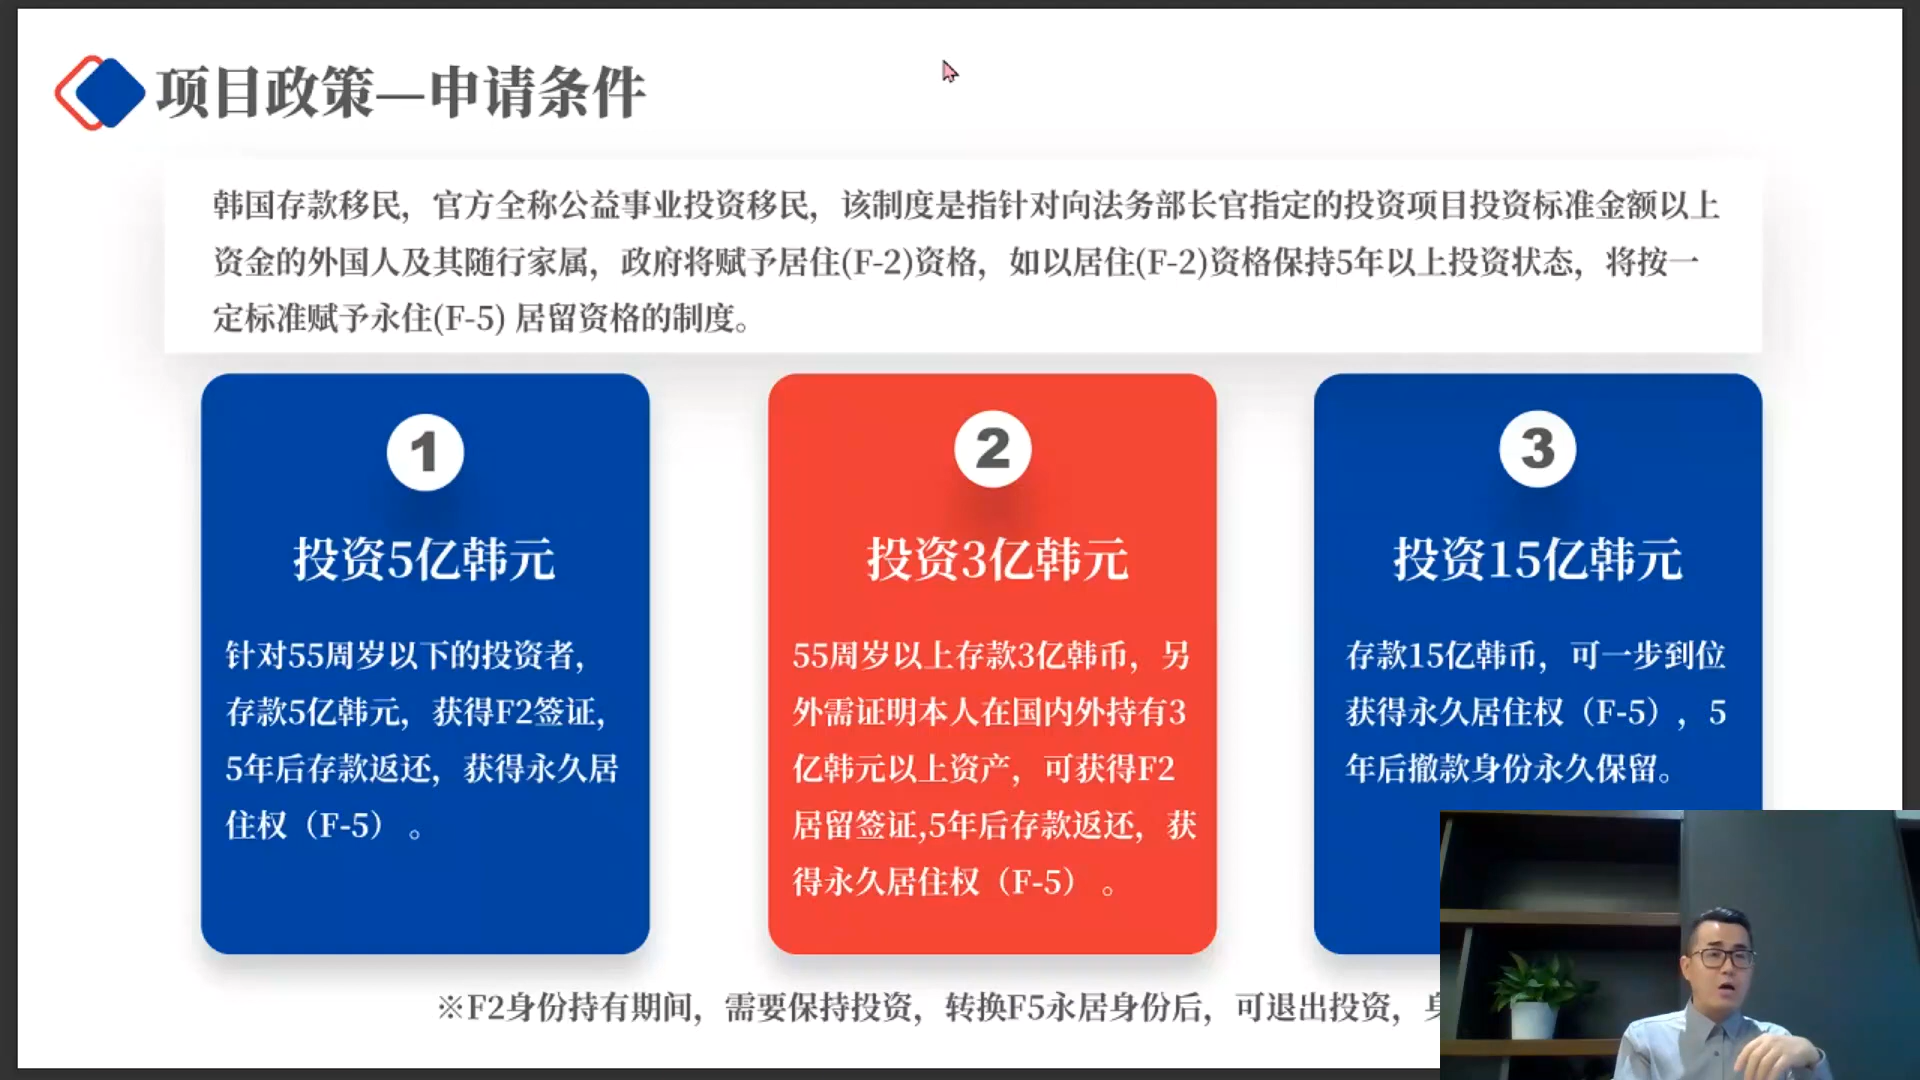 项目政策—申请条件
韩国存款移民，官方全称公益事业投资移民，该制度是指针对向法务部长官指定的投资项目投资标准金额以上
资金的外国人及其随行家属，政府将赋予居住(F-2)资格，如以居住(F-2)资格保持5年以上投资状态，将按一
定标准赋予永住(F-5) 居留资格的制度。
1
投资5亿韩元
针对55周岁以下的投资者，
存款5亿韩元，获得F2签证，
5年后存款返还，获得永久居
住权（F-5）。
2
投资3亿韩元
55周岁以上存款3亿韩币，另
外需证明本人在国内外持有3
亿韩元以上资产，可获得F2
居留签证,5年后存款返还，获
得永久居住权（F-5）。
3
投资15亿韩元
存款15亿韩币，可一步到位
获得永久居住权（F-5），5
年后撤款身份永久保留。
※F2身份持有期间，需要保持投资，转换F5永居身份后，可退出投资，